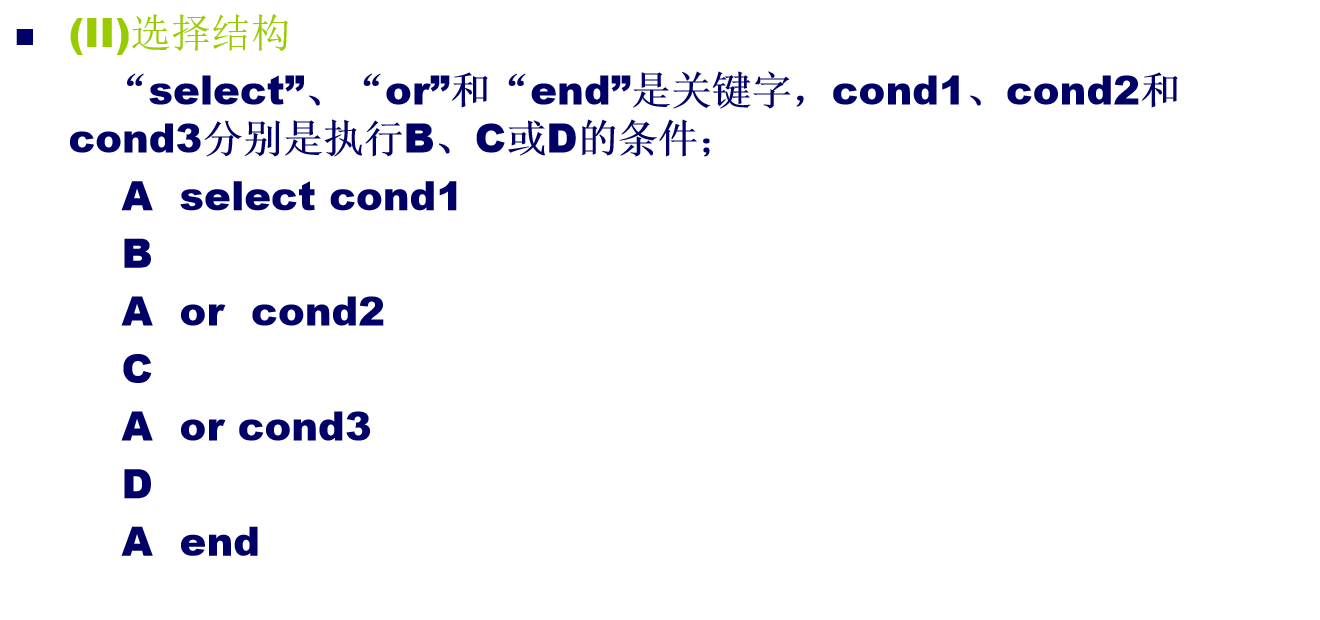 (II)选择结构
“select”、“or”和“end”是关键字，cond1、cond2和
cond3分别是执行B、C或D的条件；
A select cond1
B
A or cond2
C
A or cond3
D
A end